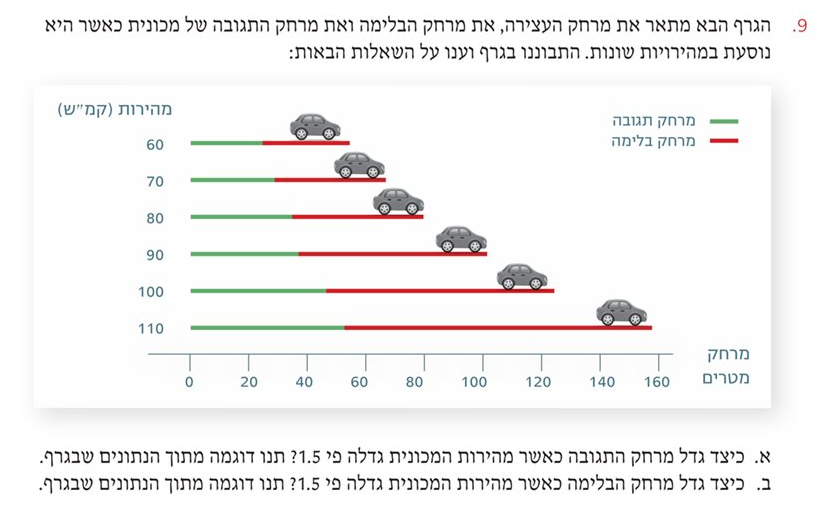 9. הגרף הבא מתאר את מרחק העצירה, את מרחק הבלימה ואת מרחק התגובה של מכונית כאשר היא
נוסעת במהירויות שונות. התבוננו בגרף וענו על השאלות הבאות:
מהירות (קמ"ש)
מרחק תגובה
מרחק בלימה
60
70
80
90
100
110
מרחק
מטרים
0 20 40 60 80 100 120 140 160
א. כיצד גדל מרחק התגובה כאשר מהירות המכונית גדלה פי 1.5? תנו דוגמה מתוך הנתונים שבגרף.
ב. כיצד גדל מרחק הבלימה כאשר מהירות המכונית גדלה פי 1.5? תנו דוגמה מתוך הנתונים שבגרף.